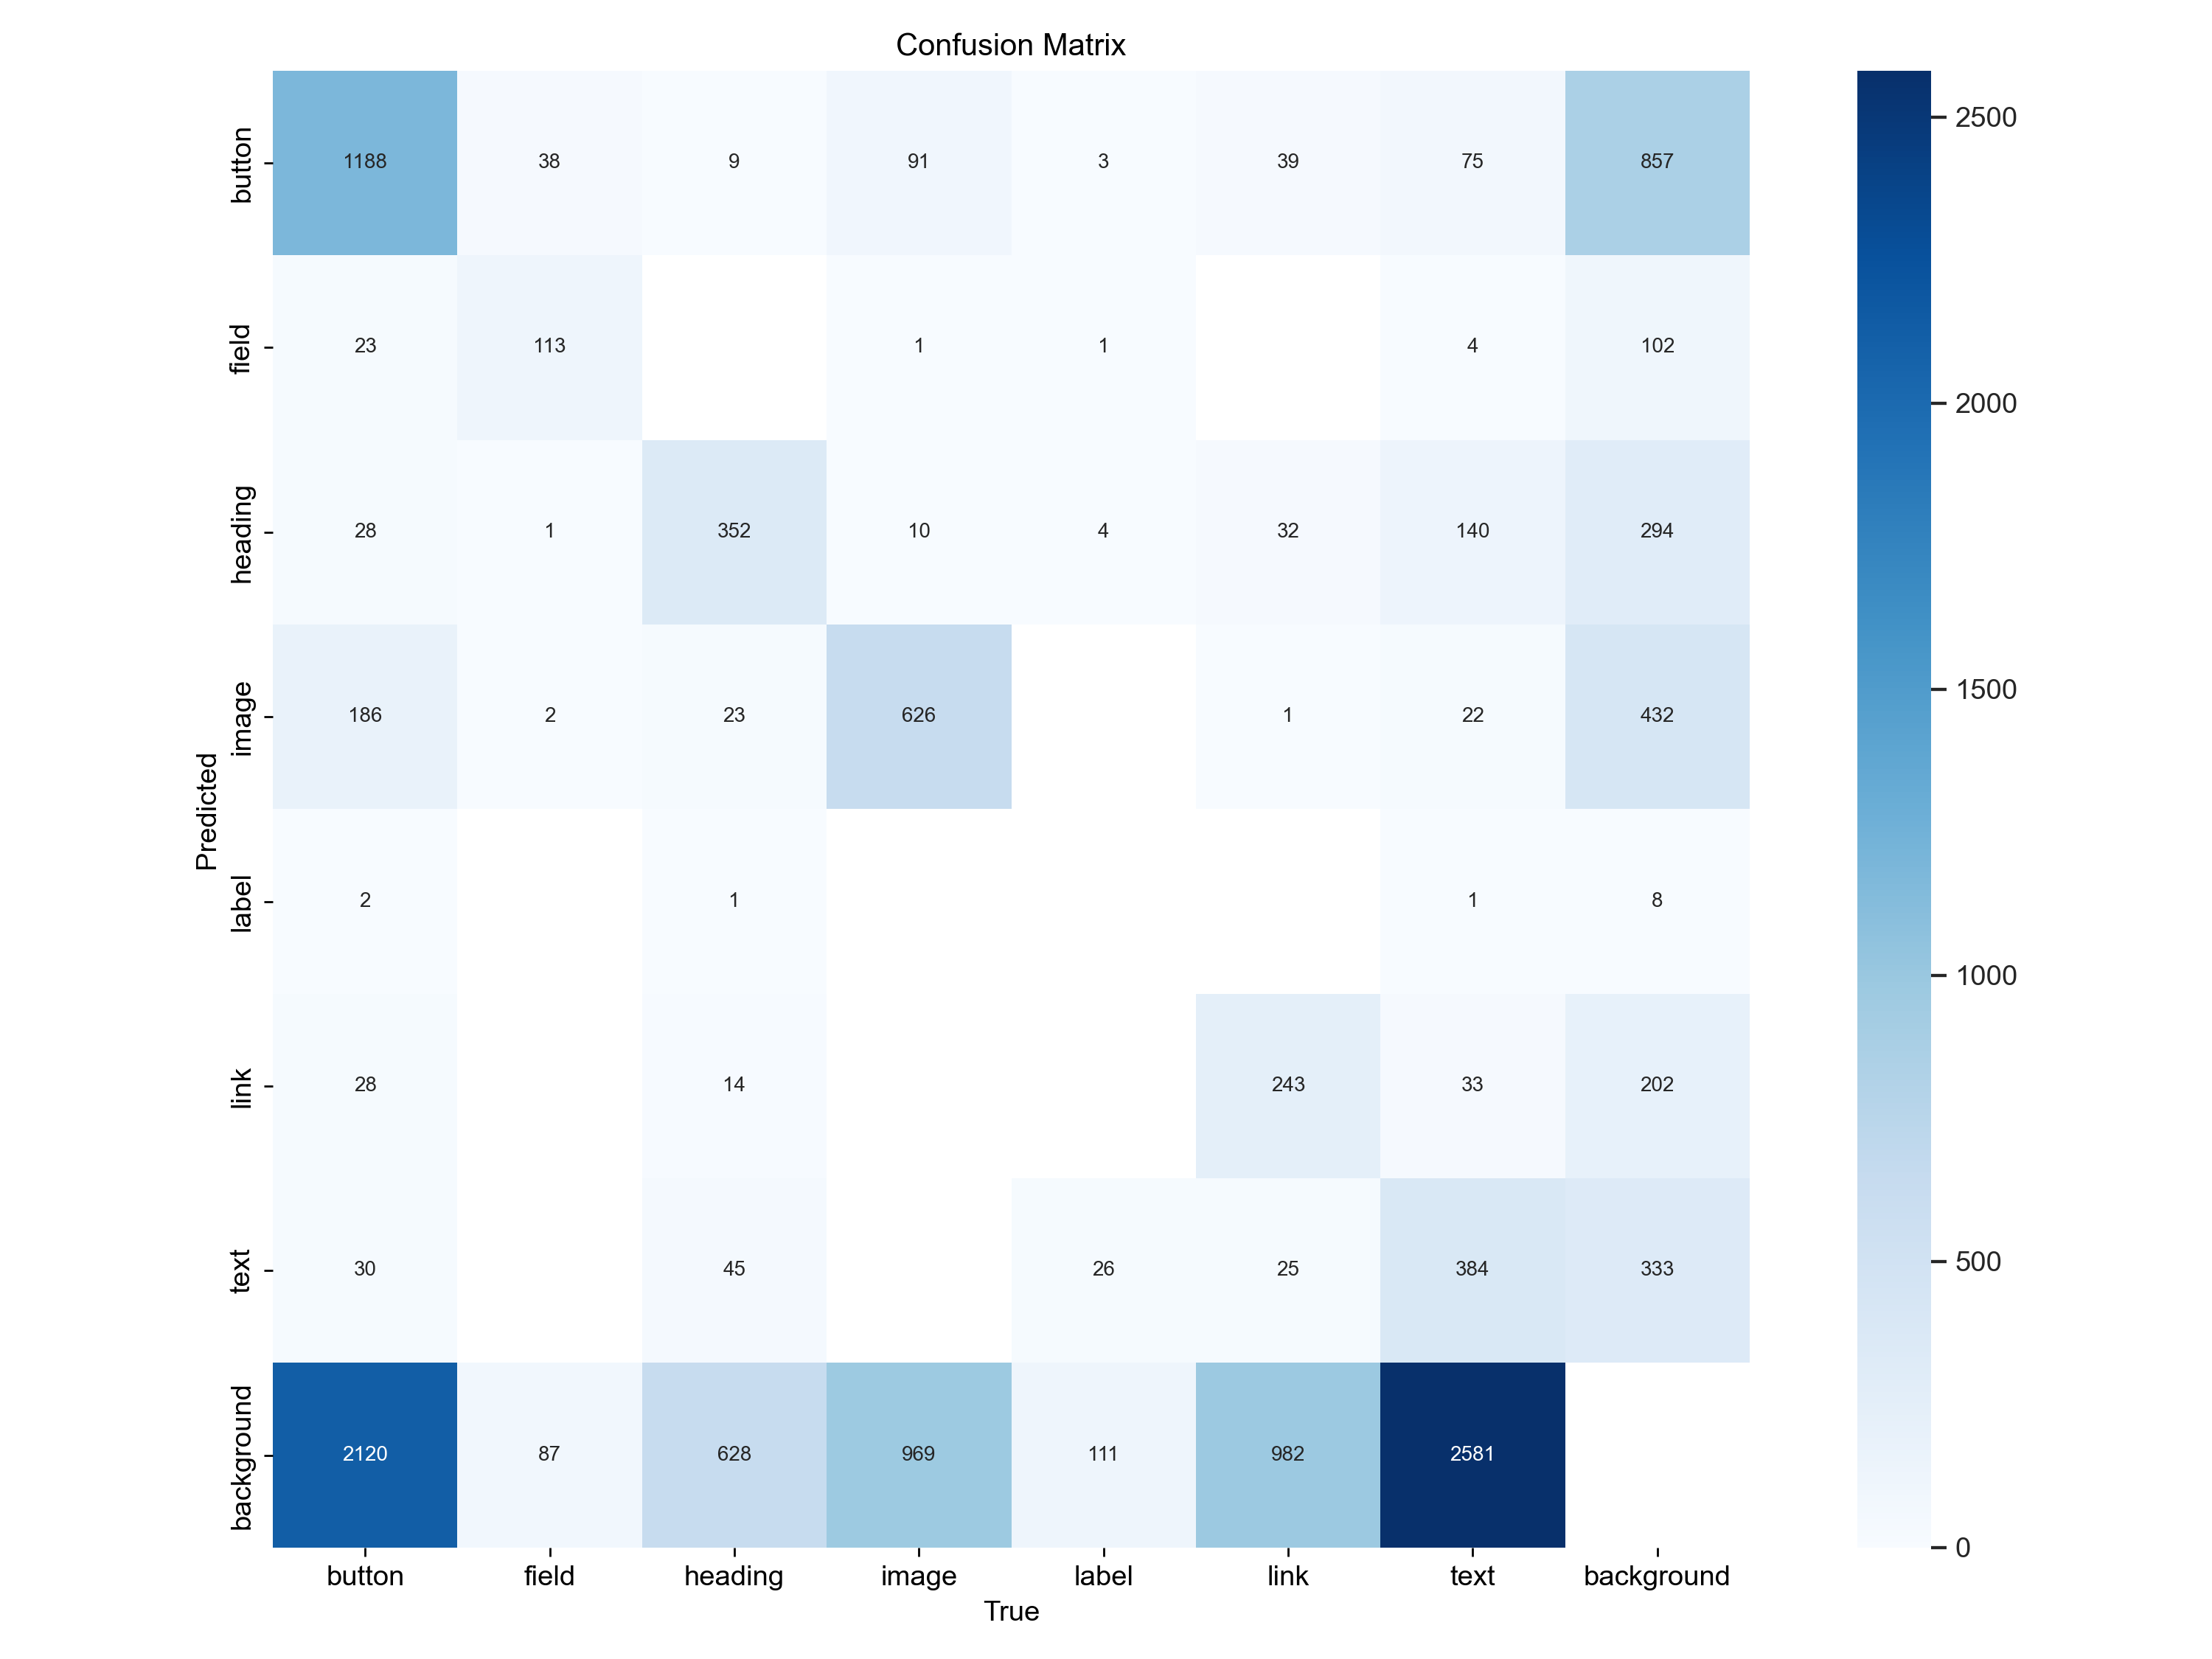 Confusion Matrix
button 1188 38 9 91 3 39 75 857
field 23 113 1 1 4 102
heading 28 1 352 10 4 32 140 294
image 186 2 23 626 1 22 432
label 2 1 1 8
link 28 14 243 33 202
text 30 45 26 25 384 333
background 2120 87 628 969 111 982 2581
button field heading image label link text background
True
Predicted
2500
2000
1500
1000
500
0